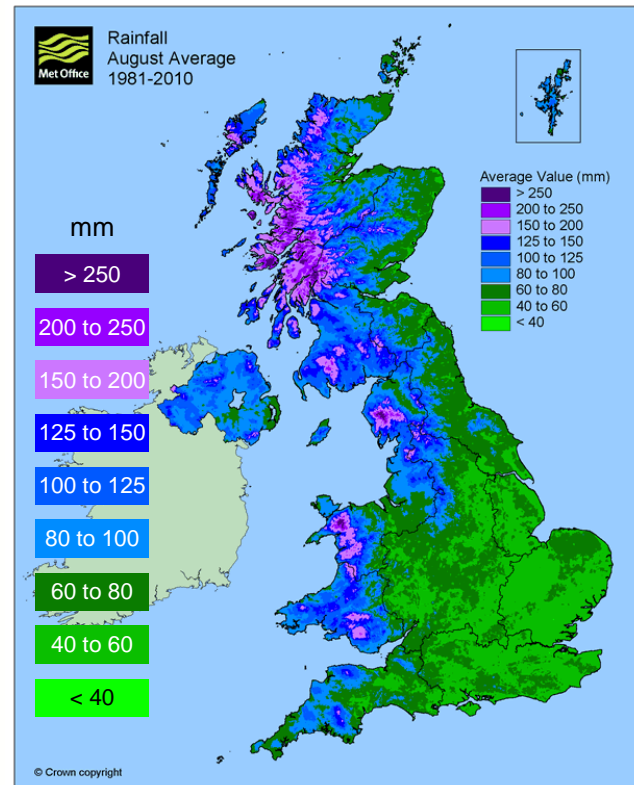 Met Office
Rainfall
August Average
1981-2010
Average Value (mm)
> 250
200 to 250
150 to 200
125 to 150
100 to 125
80 to 100
60 to 80
40 to 60
< 40
mm
> 250
200 to 250
150 to 200
125 to 150
100 to 125
80 to 100
60 to 80
40 to 60
< 40
© Crown copyright